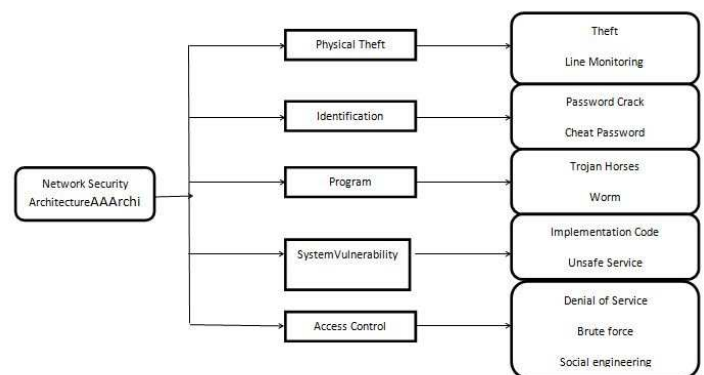 Network Security
ArchitectureAAArchi
Physical Theft
Theft
Line Monitoring
Identification
Password Crack
Cheat Password
Program
Trojan Horses
Worm
SystemVulnerability
Implementation Code
Unsafe Service
Access Control
Denial of Service
Brute force
Social engineering